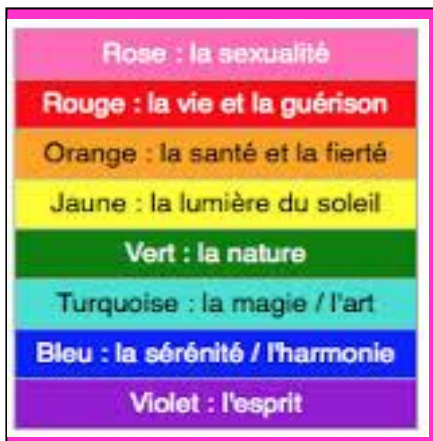 Rose : la sexualité
Rouge : la vie et la guérison
Orange : la santé et la fierté
Jaune : la lumière du soleil
Vert : la nature
Turquoise : la magie / l'art
Bleu : la sérénité / l'harmonie
Violet : l'esprit